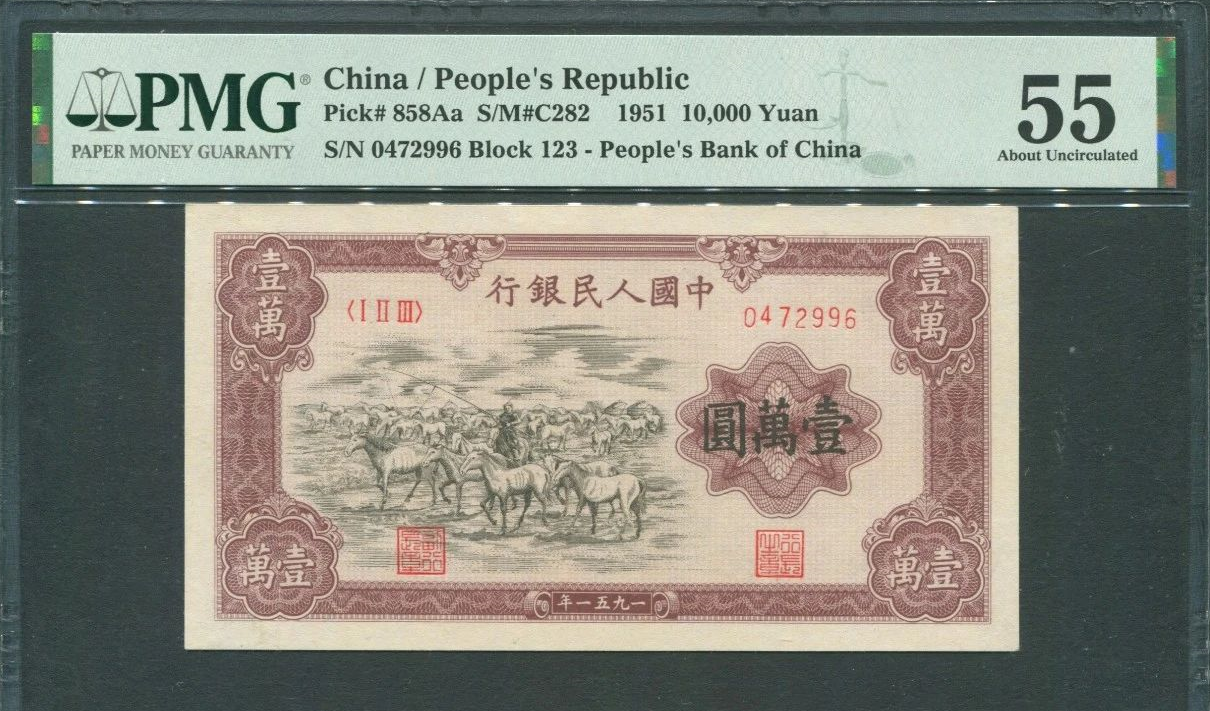 PMG®
PAPER MONEY GUARANTY
China / People's Republic
Pick# 858Aa S/M#C282 1951 10,000 Yuan
S/N 0472996 Block 123 - People's Bank of China
55
About Uncirculated
行銀民人國中
壹萬
壹萬
〈I II III〉
0472996
圓萬壹
萬壹
萬壹
年一五九一